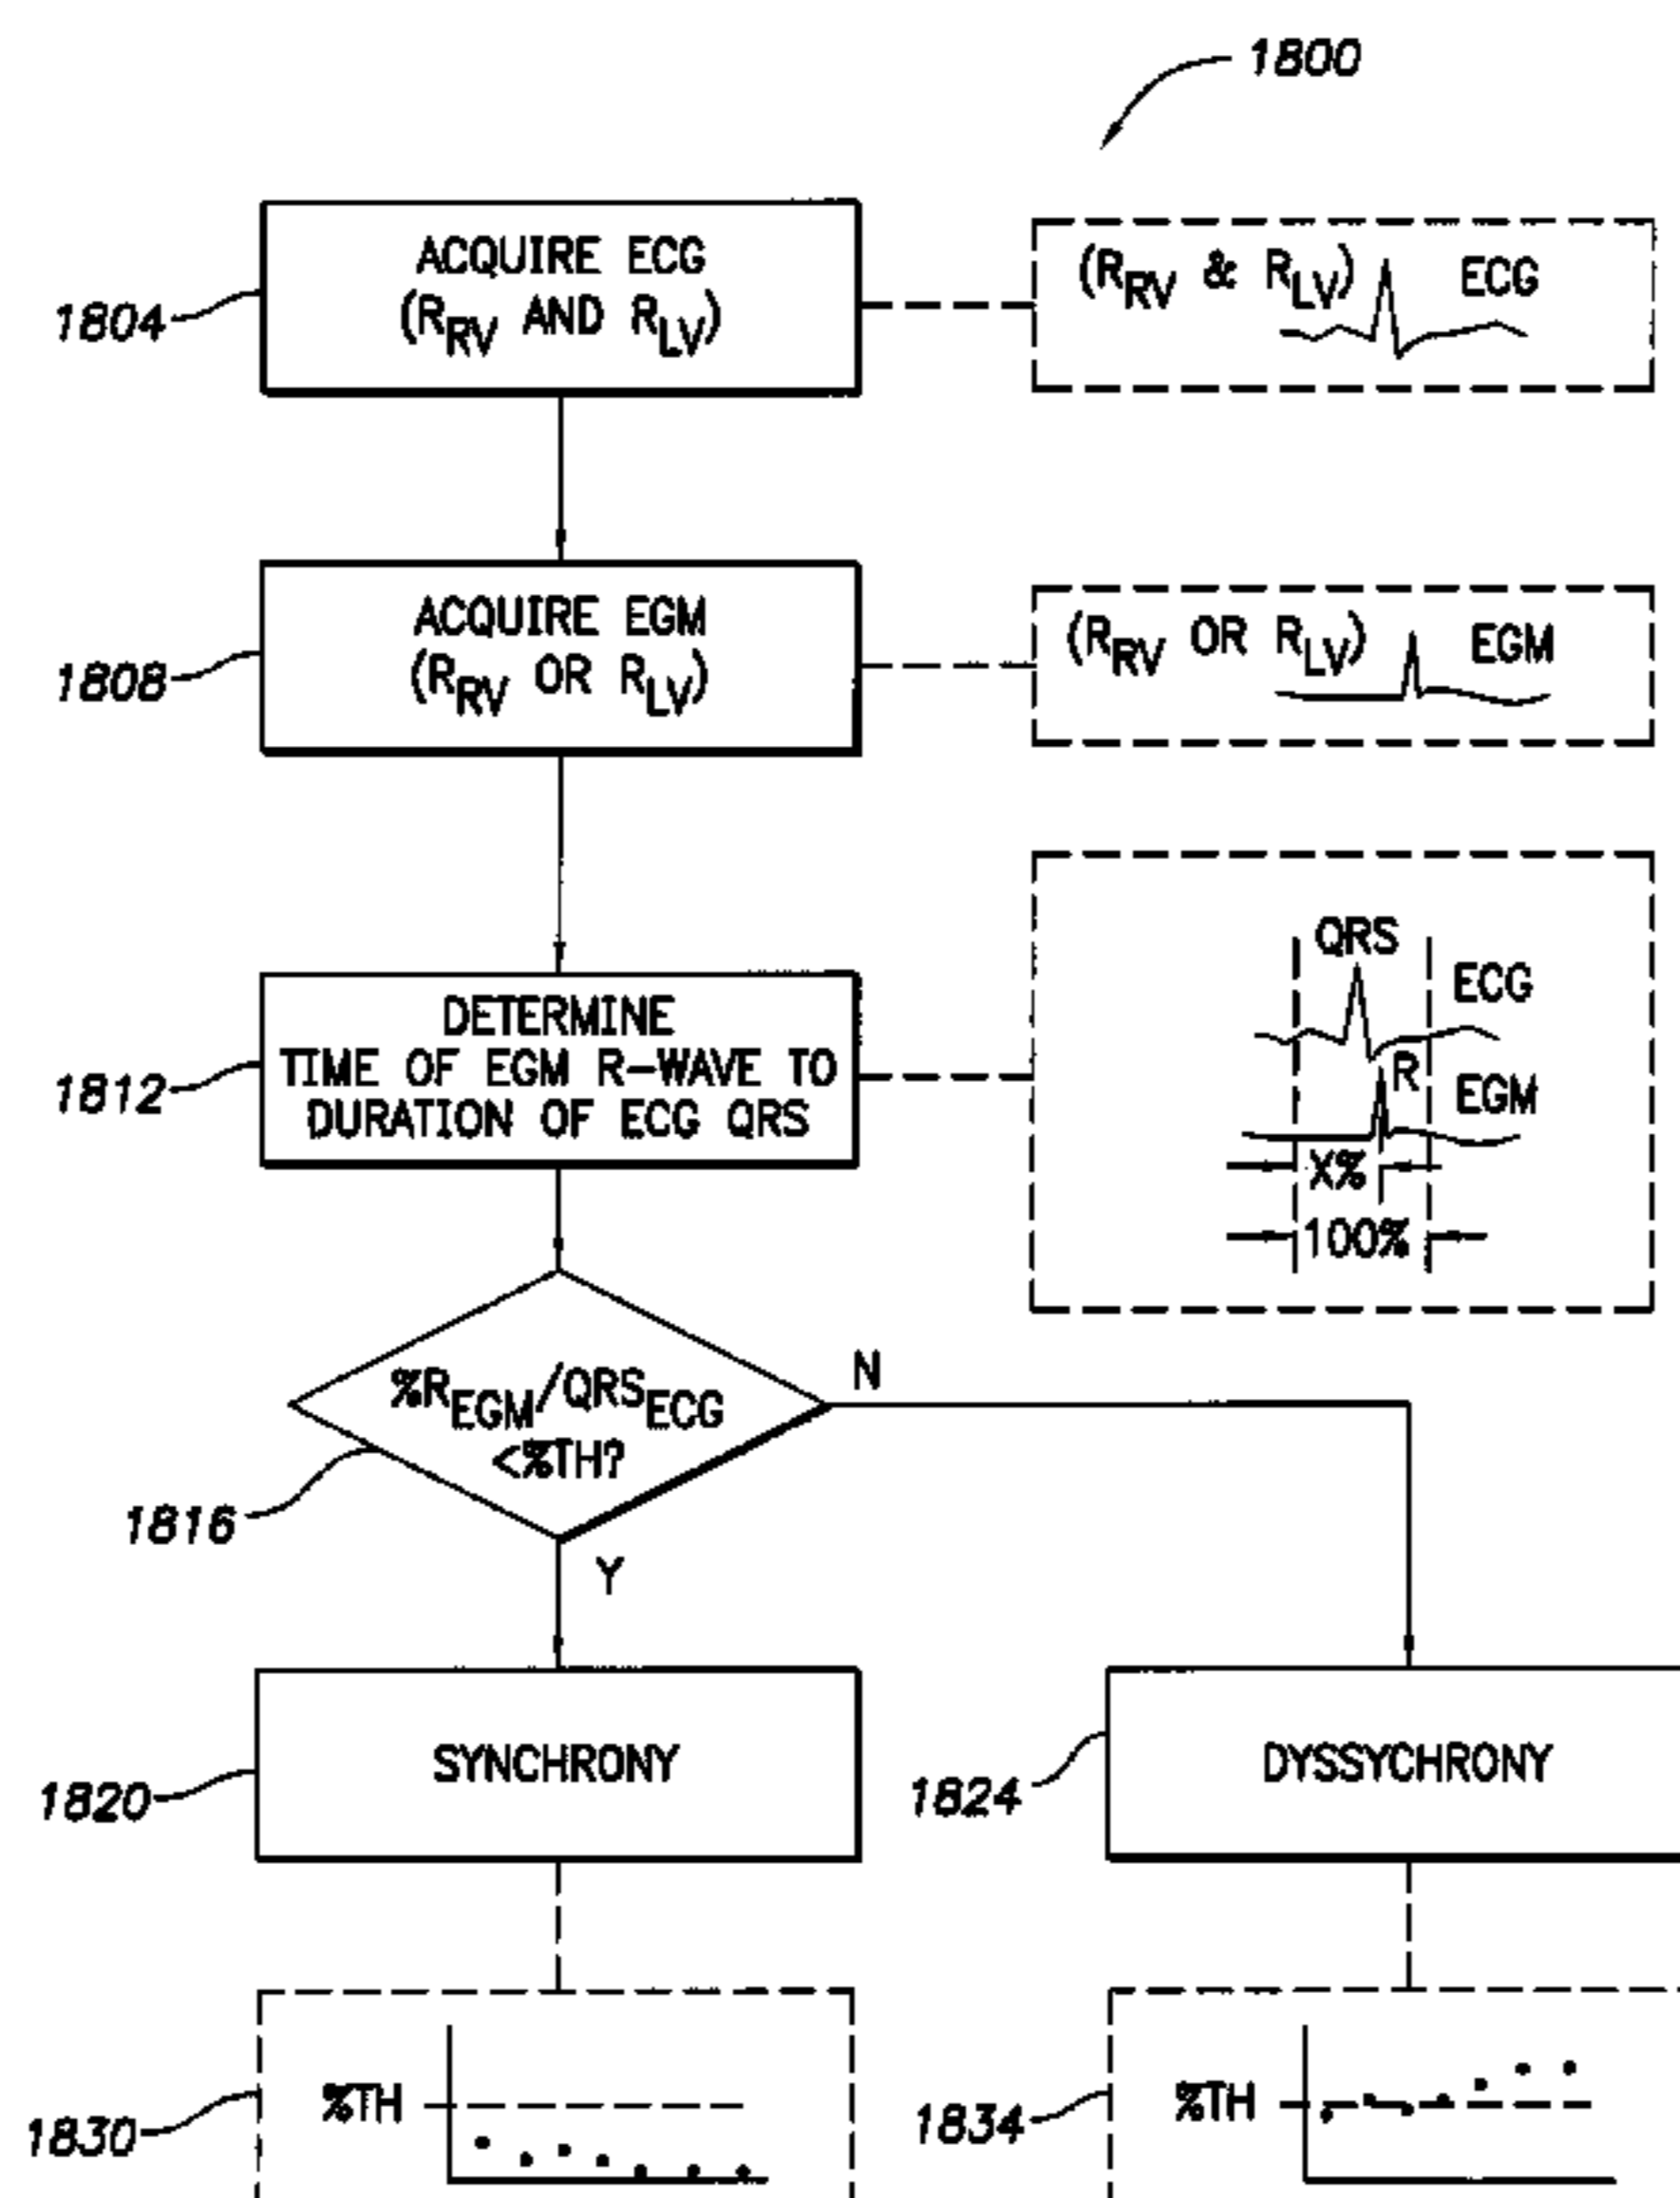 1800
ACQUIRE ECG
(RRV AND RLV)
1804
(RRV & RLV) ECG
ACQUIRE EGM
(RRV OR RLV)
1808
(RRV OR RLV) EGM
DETERMINE
TIME OF EGM R-WAVE TO
DURATION OF ECG QRS
1812
QRS
ECG
R
EGM
X%
100%
%REGM/QRSECG
<%TH?
1816
N
Y
SYNCHRONY
1820
DYSSYCHRONY
1824
%TH
1830
%TH
1834